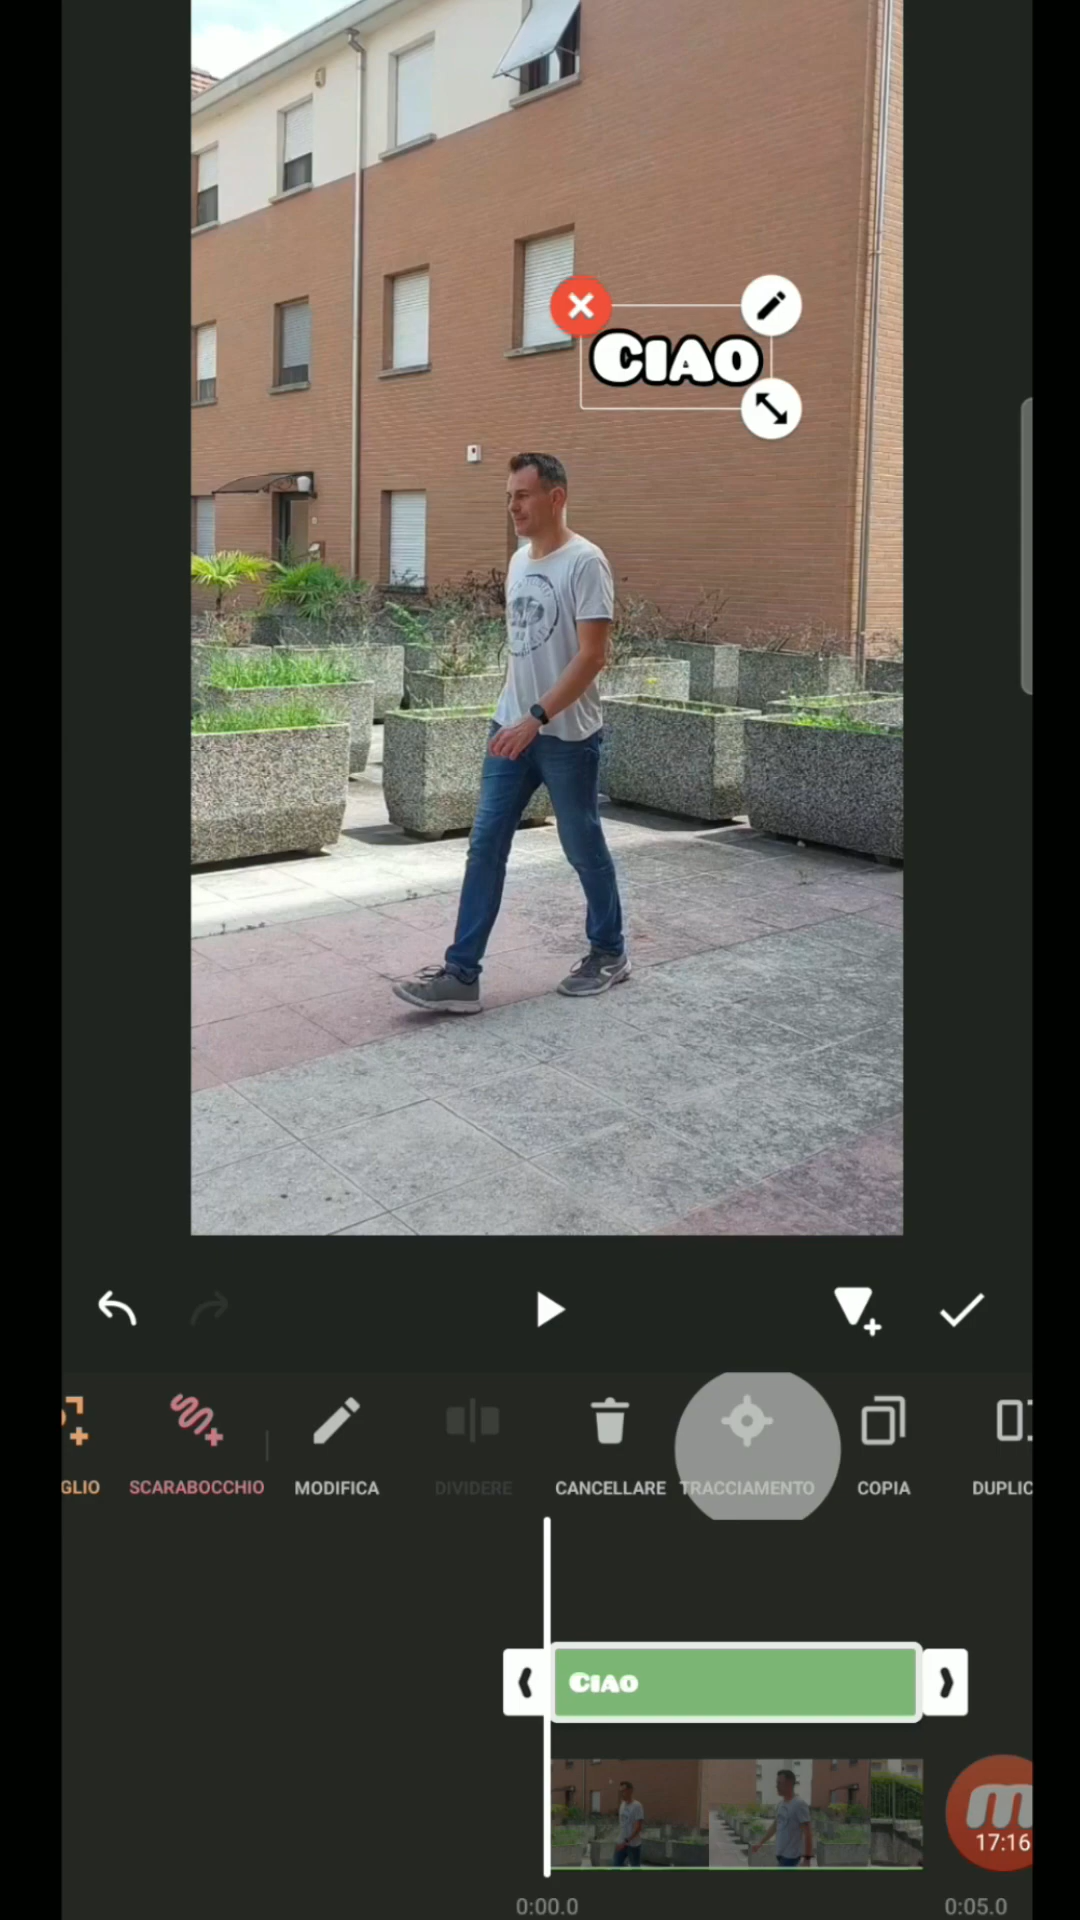 CIAO
GLIO
SCARABOCCHIO
MODIFICA
DIVIDERE
CANCELLARE
TRACCIAMENTO
COPIA
DUPLIC
CIAO
m
17:16
0:00.0
0:05.0